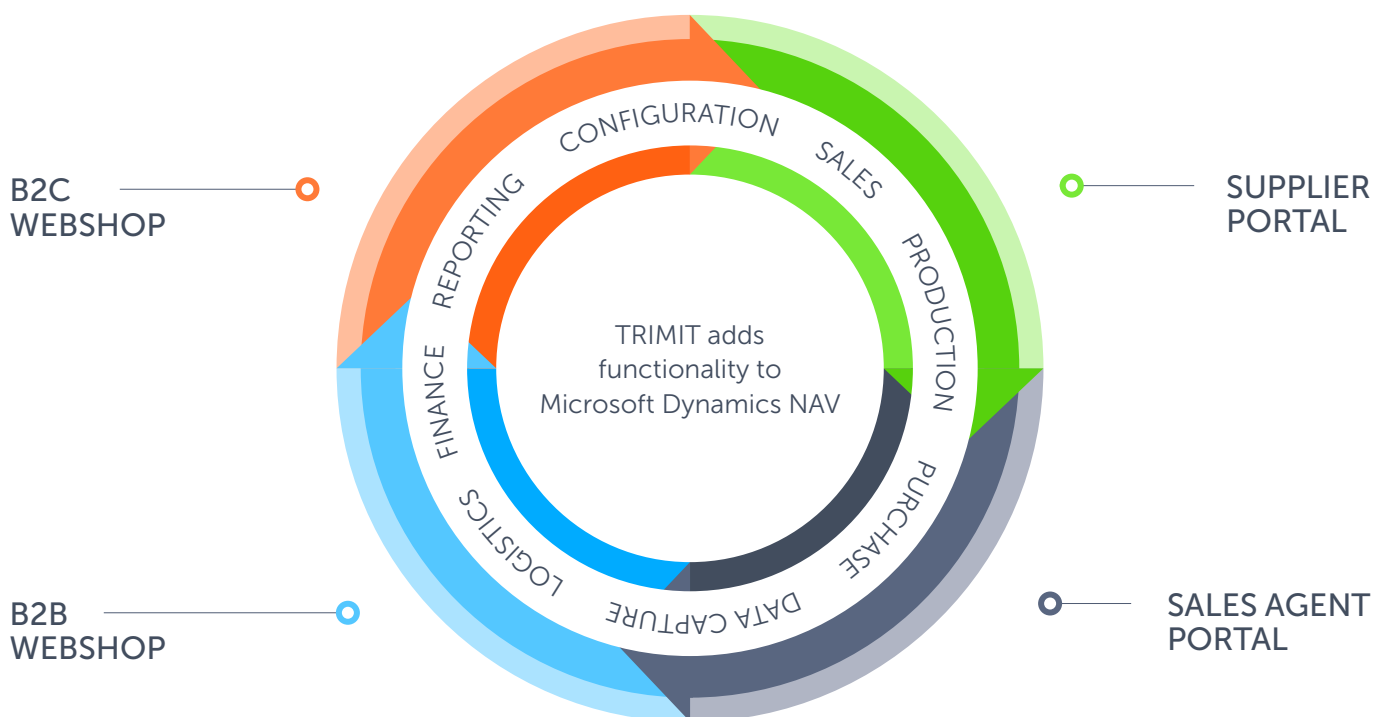 CONFIGURATION
SALES
PRODUCTION
PURCHASE
DATA CAPTURE
LOGISTICS
FINANCE
REPORTING
B2C
WEBSHOP
SUPPLIER
PORTAL
TRIMIT adds
functionality to
Microsoft Dynamics NAV
B2B
WEBSHOP
SALES AGENT
PORTAL